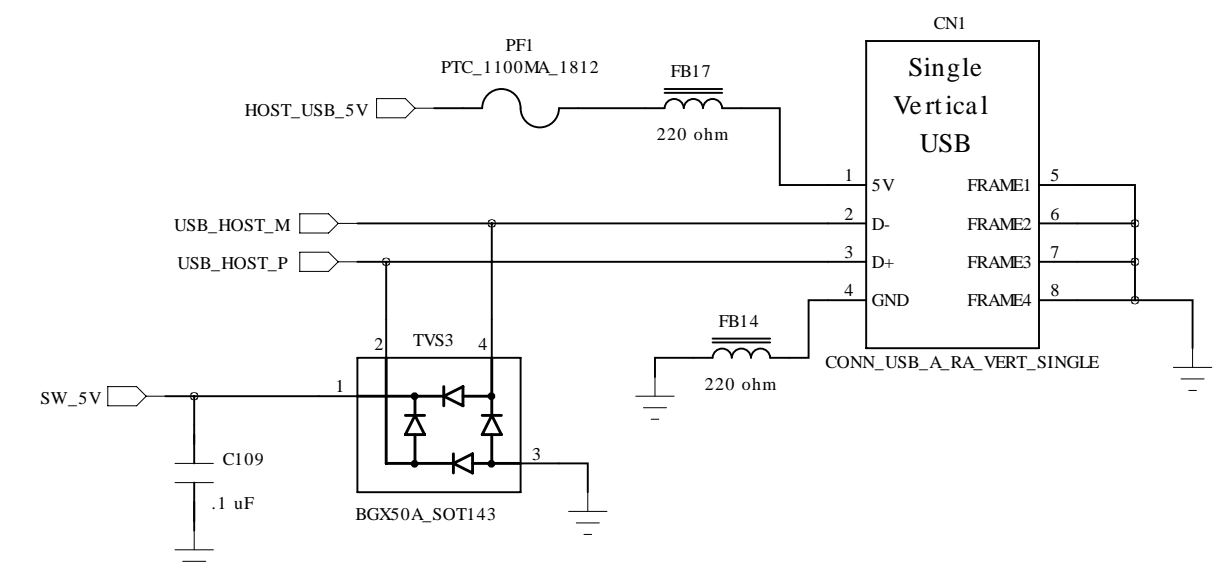 CN1
PF1
PTC_1100MA_1812
FB17
Single
Vertical
USB
HOST_USB_5V
220 ohm
1
5V
FRAME1
5
USB_HOST_M
2
D-
FRAME2
6
USB_HOST_P
3
D+
FRAME3
7
4
GND
FRAME4
8
FB14
2
TVS3
4
CONN_USB_A_RA_VERT_SINGLE
220 ohm
SW_5V
1
C109
3
.1 uF
BGX50A_SOT143